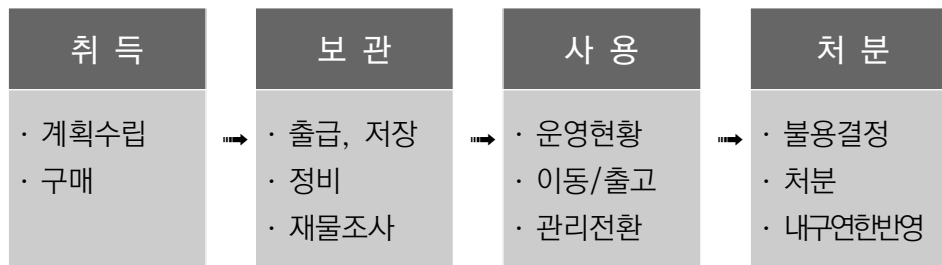 취 득
· 계획수립
· 구매
보 관
· 출급, 저장
· 정비
· 재물조사
사 용
· 운영현황
· 이동/출고
· 관리전환
처 분
· 불용결정
· 처분
· 내구연한반영